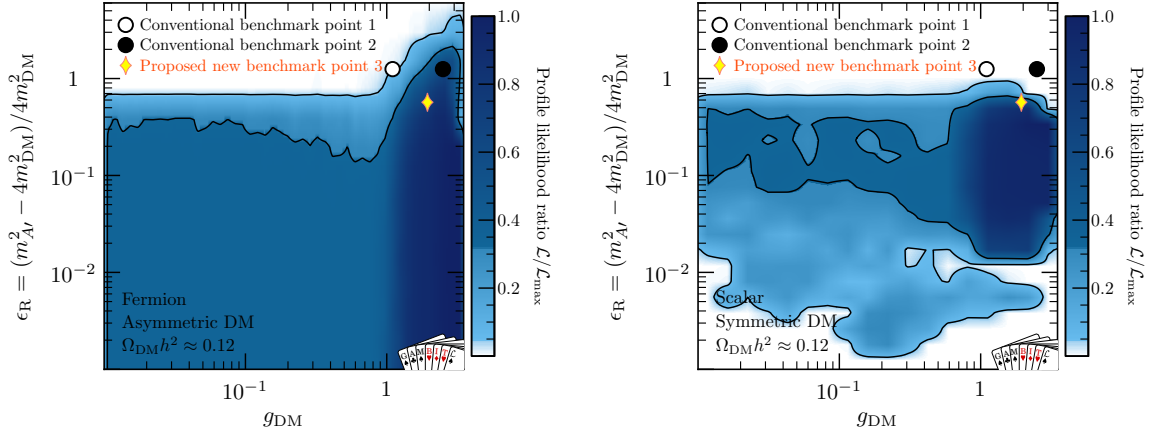 Conventional benchmark point 1
Conventional benchmark point 2
Proposed new benchmark point 3
1
10⁻¹
10⁻²
ϵ_R = (m²_A′ − 4m²_DM)/4m²_DM
Fermion
Asymmetric DM
Ω_DM h² ≈ 0.12
GAMBIT
10⁻¹
1
g_DM
1.0
0.8
0.6
0.4
0.2
Profile likelihood ratio ℒ/ℒ_max
Conventional benchmark point 1
Conventional benchmark point 2
Proposed new benchmark point 3
1
10⁻¹
10⁻²
ϵ_R = (m²_A′ − 4m²_DM)/4m²_DM
Scalar
Symmetric DM
Ω_DM h² ≈ 0.12
GAMBIT
10⁻¹
1
g_DM
1.0
0.8
0.6
0.4
0.2
Profile likelihood ratio ℒ/ℒ_max